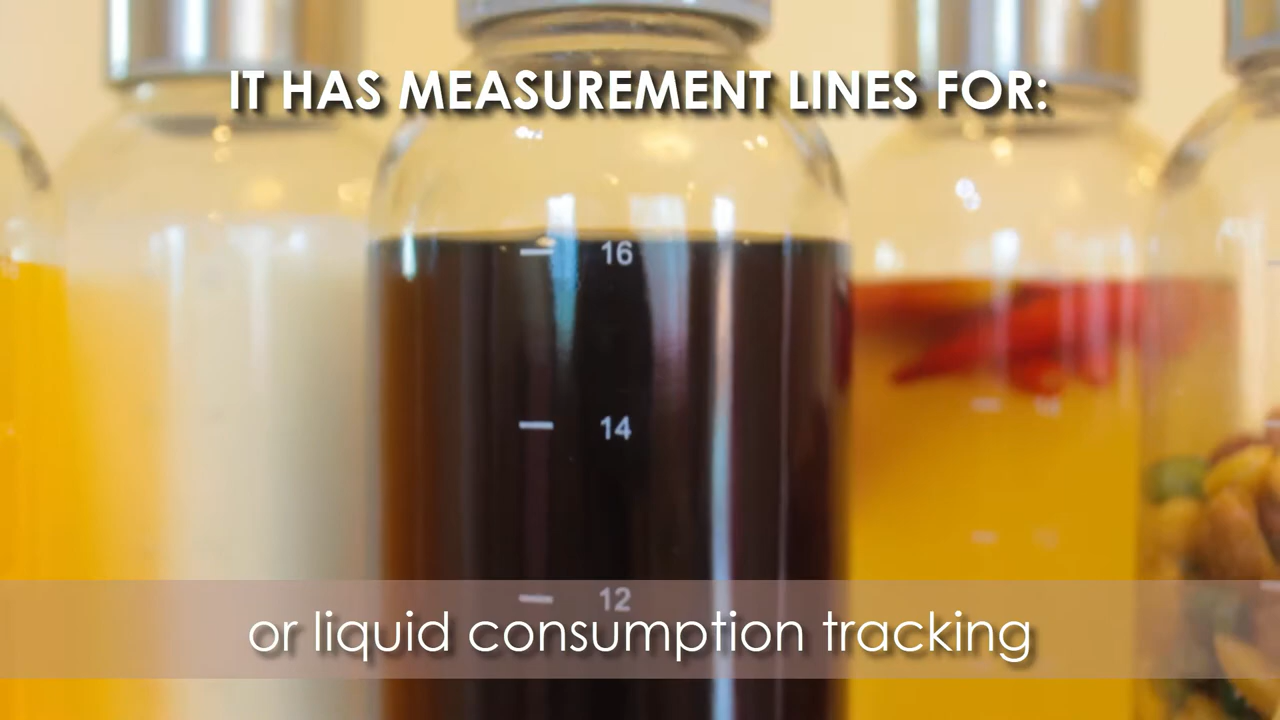 IT HAS MEASUREMENT LINES FOR:
16
14
12
or liquid consumption tracking